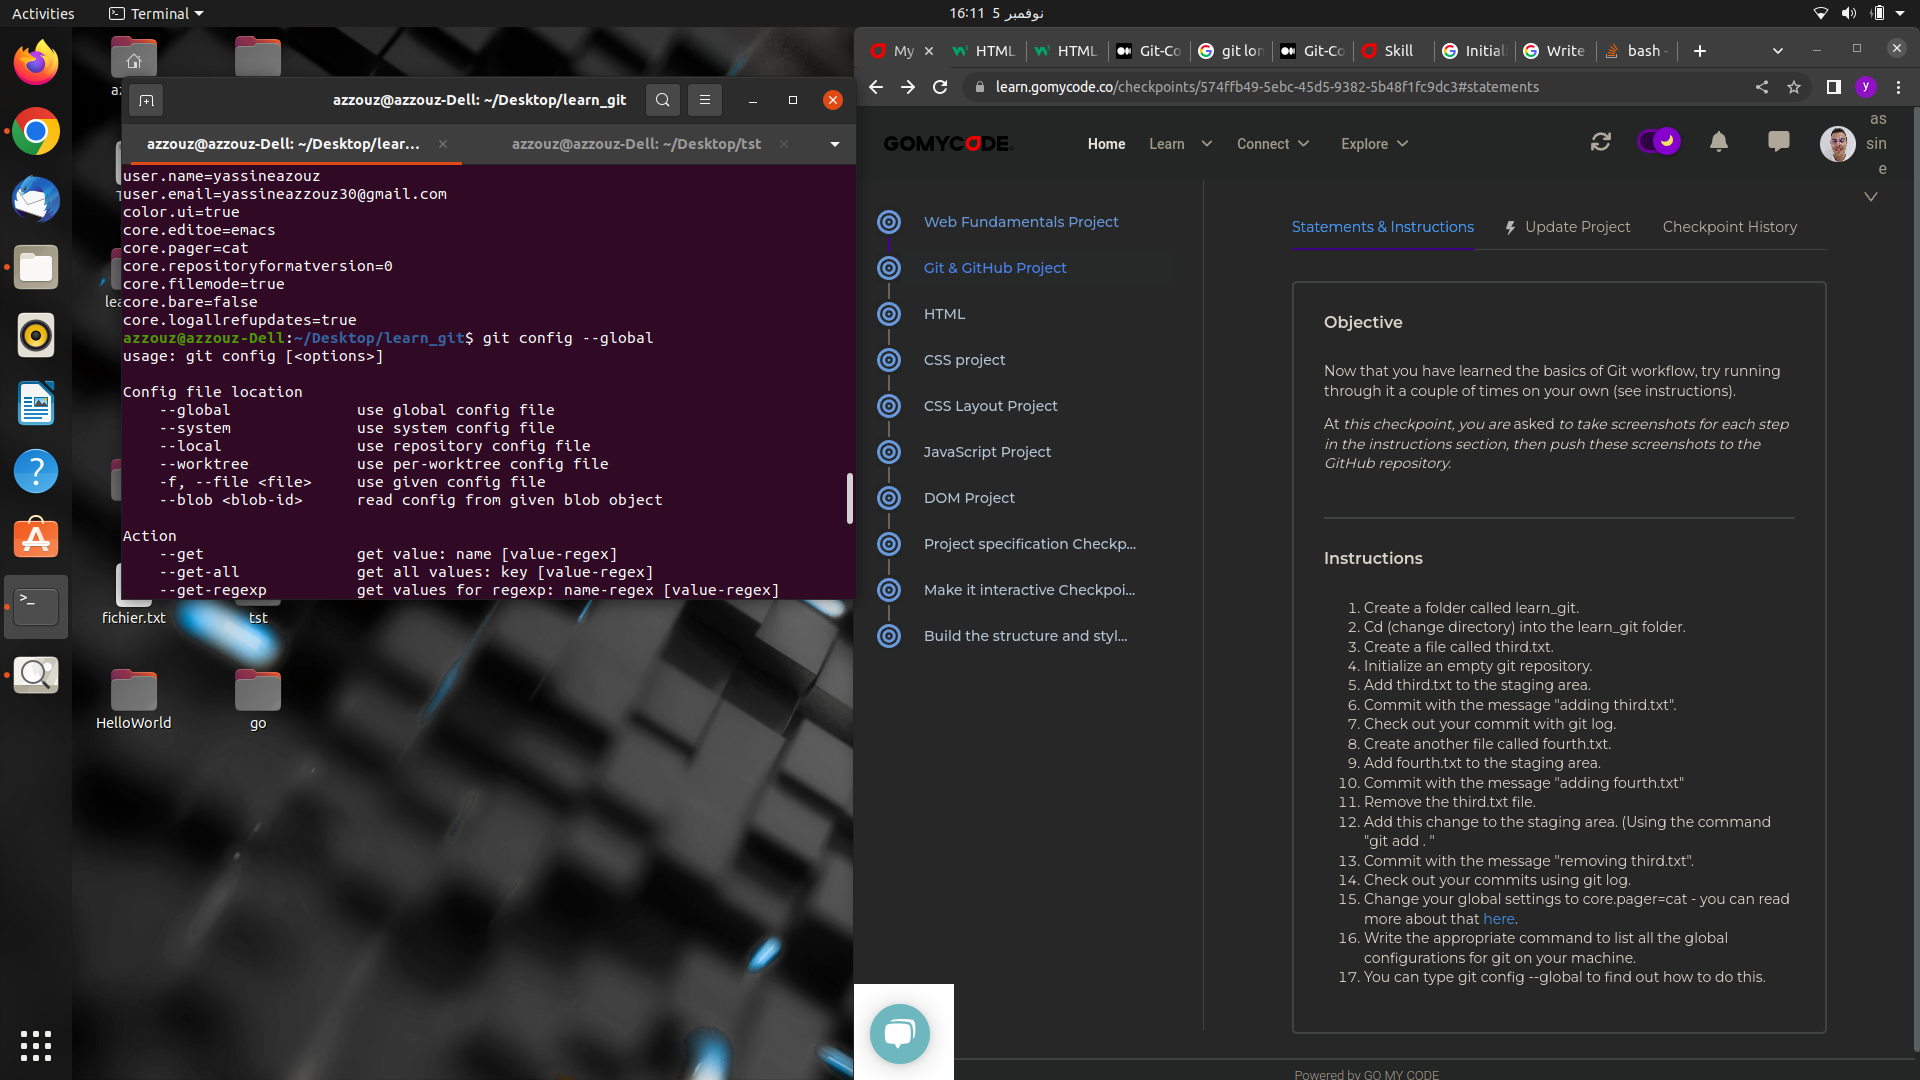 Activities
Terminal
16:11 5 نوفمبر
azzouz@azzouz-Dell: ~/Desktop/learn_git
azzouz@azzouz-Dell: ~/Desktop/lear...
azzouz@azzouz-Dell: ~/Desktop/tst
user.name=yassineazouz
user.email=yassineazzouz30@gmail.com
color.ui=true
core.editoe=emacs
core.pager=cat
core.repositoryformatversion=0
core.filemode=true
core.bare=false
core.logallrefupdates=true
azzouz@azzouz-Dell:~/Desktop/learn_git$ git config --global
usage: git config [<options>]
Config file location
--global use global config file
--system use system config file
--local use repository config file
--worktree use per-worktree config file
-f, --file <file> use given config file
--blob <blob-id> read config from given blob object
Action
--get get value: name [value-regex]
--get-all get all values: key [value-regex]
--get-regexp get values for regexp: name-regex [value-regex]
fichier.txt
tst
HelloWorld
go
My
HTML
HTML
Git-Co
git lon
Git-Co
Skill
Initiali
Write
bash -
learn.gomycode.co/checkpoints/574ffb49-5ebc-45d5-9382-5b48f1fc9dc3#statements
y
GOMYCODE
Home
Learn
Connect
Explore
as
sin
e
Web Fundamentals Project
Git & GitHub Project
HTML
CSS project
CSS Layout Project
JavaScript Project
DOM Project
Project specification Checkp...
Make it interactive Checkpoi...
Build the structure and styl...
Statements & Instructions
Update Project
Checkpoint History
Objective
Now that you have learned the basics of Git workflow, try running
through it a couple of times on your own (see instructions).
At this checkpoint, you are asked to take screenshots for each step
in the instructions section, then push these screenshots to the
GitHub repository.
Instructions
1. Create a folder called learn_git.
2. Cd (change directory) into the learn_git folder.
3. Create a file called third.txt.
4. Initialize an empty git repository.
5. Add third.txt to the staging area.
6. Commit with the message "adding third.txt".
7. Check out your commit with git log.
8. Create another file called fourth.txt.
9. Add fourth.txt to the staging area.
10. Commit with the message "adding fourth.txt"
11. Remove the third.txt file.
12. Add this change to the staging area. (Using the command
"git add . "
13. Commit with the message "removing third.txt".
14. Check out your commits using git log.
15. Change your global settings to core.pager=cat - you can read
more about that here.
16. Write the appropriate command to list all the global
configurations for git on your machine.
17. You can type git config --global to find out how to do this.
Powered by GO MY CODE